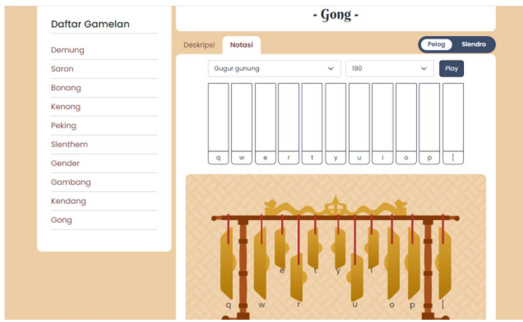 Daftar Gamelan
Demung
Saron
Bonang
Kenong
Peking
Slenthem
Gender
Gambang
Kendang
Gong
- Gong -
Deskripsi Notasi Pelog Slendro
Gugur gunung 180 Play
q w e r t y u i o p [
e t y i
q w r u o p [